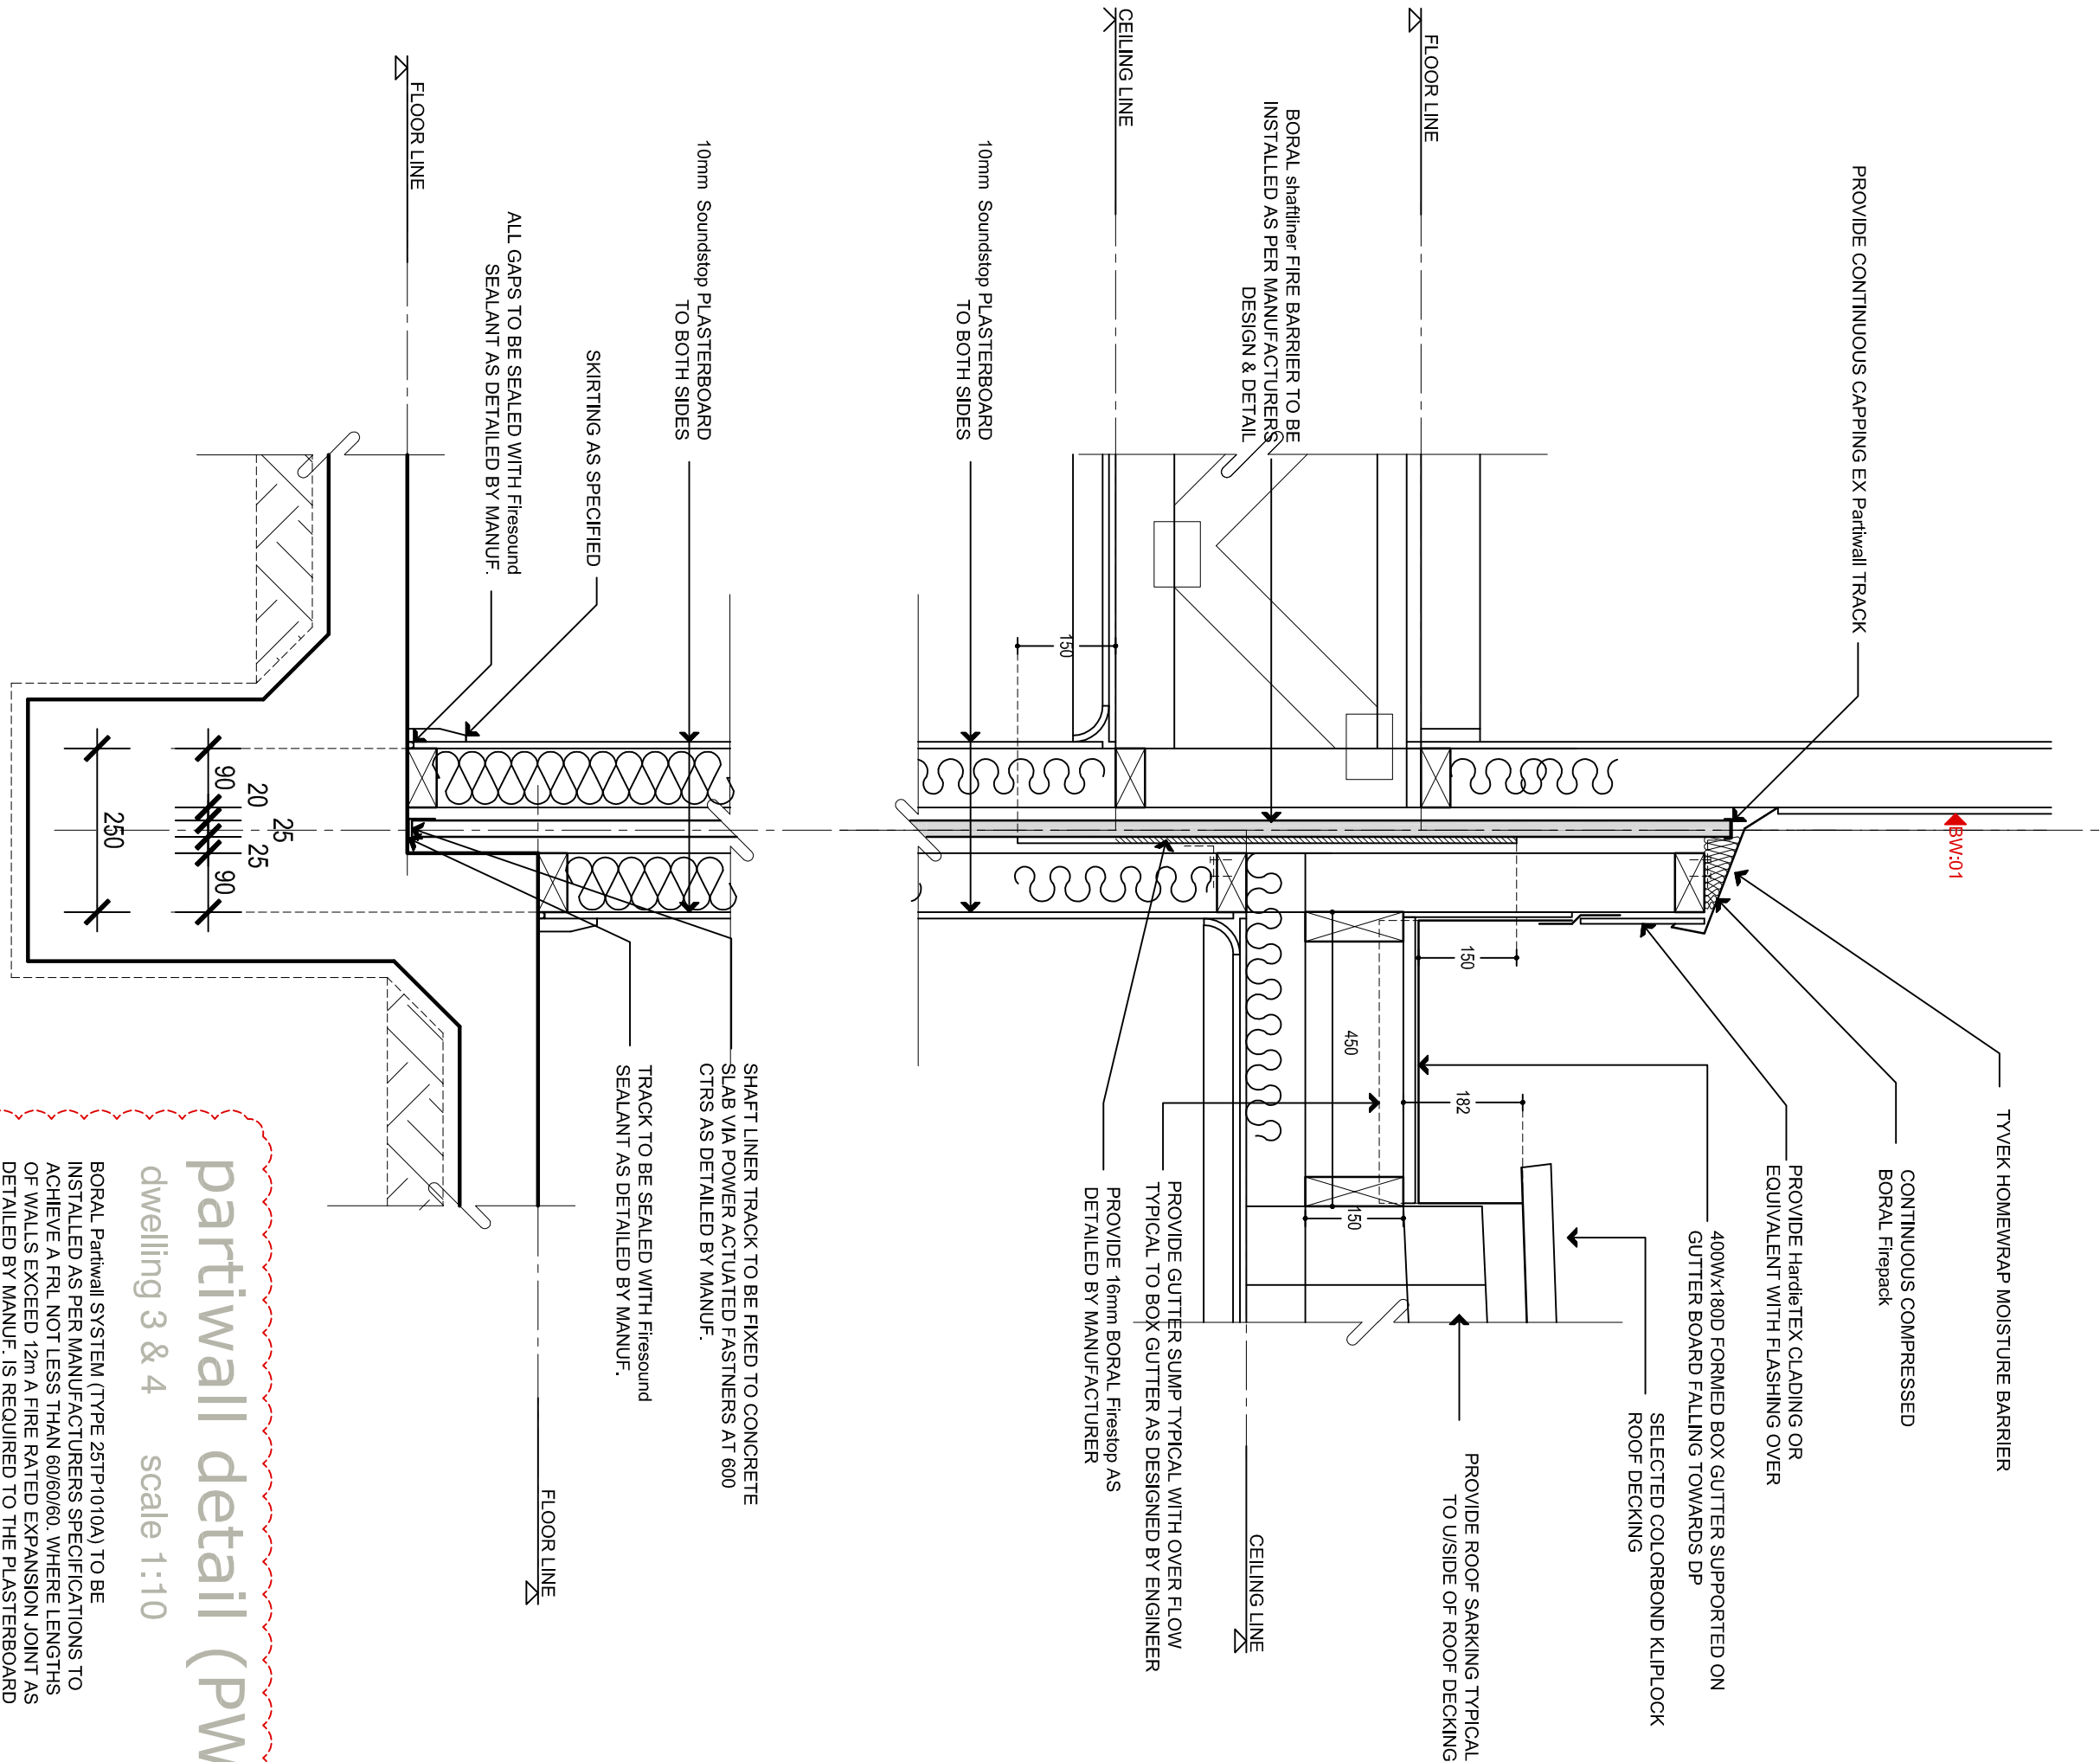 PROVIDE CONTINUOUS CAPPING EX Partiwall TRACK
FLOOR LINE
BORAL shaftliner FIRE BARRIER TO BE
INSTALLED AS PER MANUFACTURERS
DESIGN & DETAIL
CEILING LINE
10mm Soundstop PLASTERBOARD
TO BOTH SIDES
10mm Soundstop PLASTERBOARD
TO BOTH SIDES
SKIRTING AS SPECIFIED
ALL GAPS TO BE SEALED WITH Firesound
SEALANT AS DETAILED BY MANUF.
FLOOR LINE
BW:01
150
150
450
182
150
90
20
25
25
90
250
TYVEK HOMEWRAP MOISTURE BARRIER
CONTINUOUS COMPRESSED
BORAL Firepack
PROVIDE HardieTEX CLADING OR
EQUIVALENT WITH FLASHING OVER
400Wx180D FORMED BOX GUTTER SUPPORTED ON
GUTTER BOARD FALLING TOWARDS DP
SELECTED COLORBOND KLIPLOCK
ROOF DECKING
PROVIDE ROOF SARKING TYPICAL
TO U/SIDE OF ROOF DECKING
CEILING LINE
PROVIDE GUTTER SUMP TYPICAL WITH OVER FLOW
TYPICAL TO BOX GUTTER AS DESIGNED BY ENGINEER
PROVIDE 16mm BORAL Firestop AS
DETAILED BY MANUFACTURER
SHAFT LINER TRACK TO BE FIXED TO CONCRETE
SLAB VIA POWER ACTUATED FASTNERS AT 600
CTRS AS DETAILED BY MANUF.
TRACK TO BE SEALED WITH Firesound
SEALANT AS DETAILED BY MANUF.
FLOOR LINE
partiwall detail (PW
dwelling 3 & 4 scale 1:10
BORAL Partiwall SYSTEM (TYPE 25TP1010A) TO BE
INSTALLED AS PER MANUFACTURERS SPECIFICATIONS TO
ACHIEVE A FRL NOT LESS THAN 60/60/60. WHERE LENGTHS
OF WALLS EXCEED 12m A FIRE RATED EXPANSION JOINT AS
DETAILED BY MANUF. IS REQUIRED TO THE PLASTERBOARD